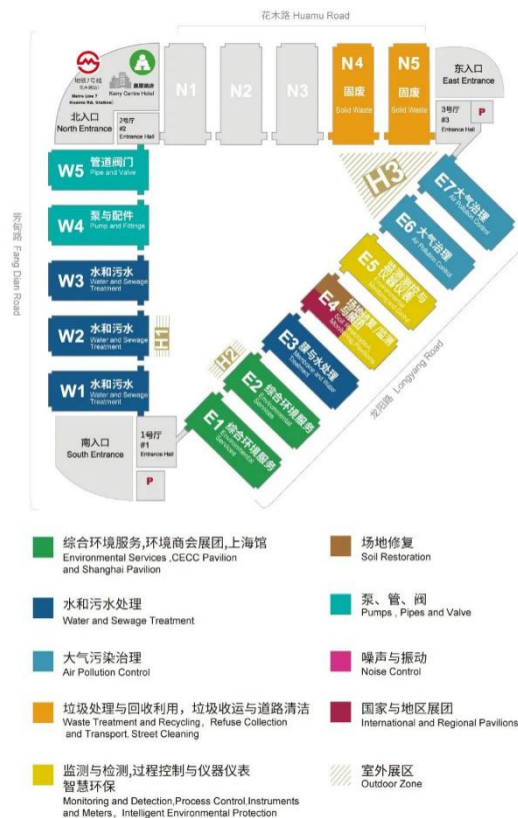 花木路 Huamu Road
Kerry Centre Hotel
北入口
North Entrance
2号厅
#2
Entrance Hall
N1
N2
N3
N4
固废
Solid Waste
N5
固废
Solid Waste
东入口
East Entrance
3号厅
#3
Entrance Hall
P
W5
管道阀门
Pipe and Valve
W4
泵与配件
Pump and Fittings
W3
水和污水
Water and Sewage
Treatment
W2
水和污水
Water and Sewage
Treatment
W1
水和污水
Water and Sewage
Treatment
H1
H2
H3
E7
大气治理
Air Pollution Control
E6
大气治理
Air Pollution Control
E5
监测测控与
仪器仪表
E4
E3
膜与水处理
Membrane and Water
Treatment
E2
综合环境服务
Environmental
Services
E1
综合环境服务
Environmental
Services
Fang Dian Road
龙阳路 Longyang Road
南入口
South Entrance
1号厅
#1
Entrance Hall
P
综合环境服务,环境商会展团,上海馆
Environmental Services ,CECC Pavilion
and Shanghai Pavilion
场地修复
Soil Restoration
水和污水处理
Water and Sewage Treatment
泵、管、阀
Pumps , Pipes and Valve
大气污染治理
Air Pollution Control
噪声与振动
Noise Control
垃圾处理与回收利用，垃圾收运与道路清洁
Waste Treatment and Recycling，Refuse Collection
and Transport, Street Cleaning
国家与地区展团
International and Regional Pavilions
监测与检测,过程控制与仪器仪表
智慧环保
Monitoring and Detection,Process Control,Instruments
and Meters，Inteligent Environmental Protection
室外展区
Outdoor Zone